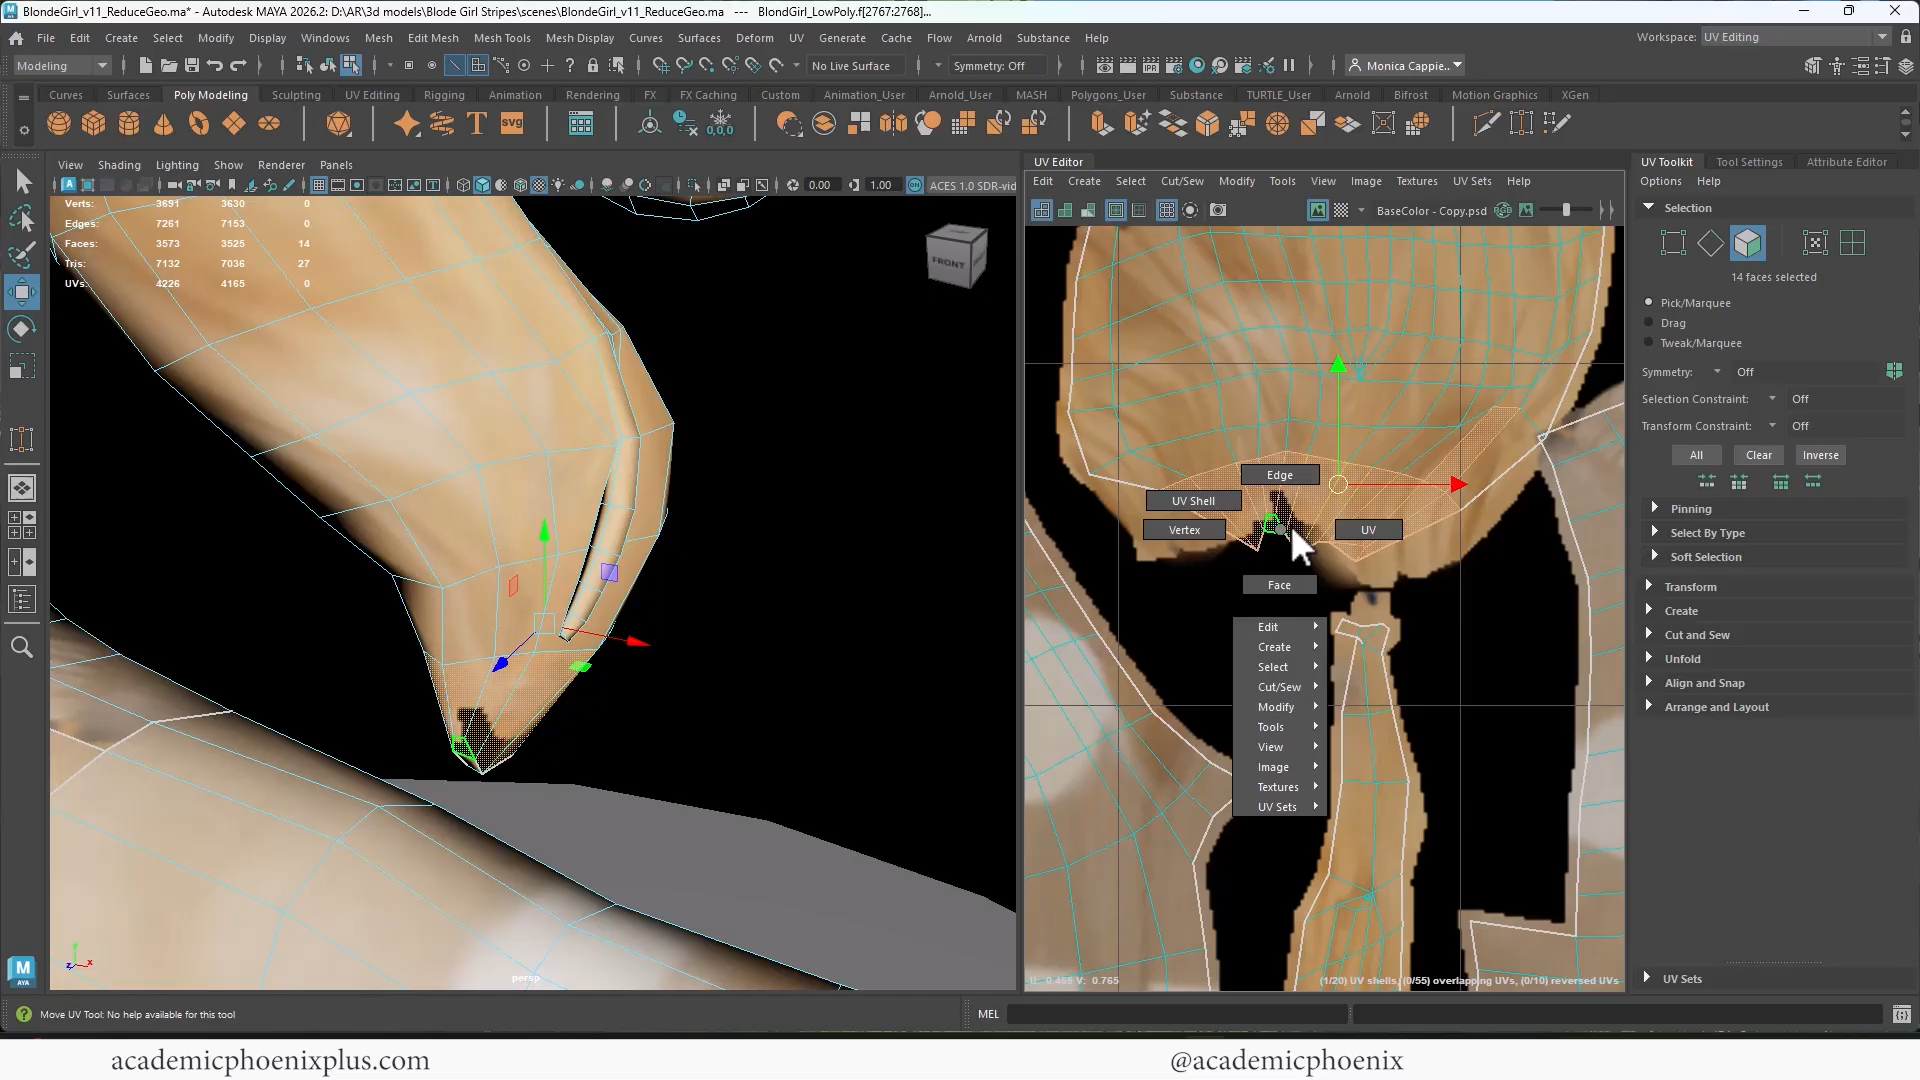 BlondeGirl_v11_ReduceGeo.ma* - Autodesk MAYA 2026.2: D:\AR\3d models\Blode Girl Stripes\scenes\BlondeGirl_v11_ReduceGeo.ma --- BlondGirl_LowPoly.f[2767:2768]...
File Edit Create Select Modify Display Windows Mesh Edit Mesh Mesh Tools Mesh Display Curves Surfaces Deform UV Generate Cache Flow Arnold Substance Help
Workspace: UV Editing
Modeling
No Live Surface
Symmetry: Off
Monica Cappie...
Curves Surfaces Poly Modeling Sculpting UV Editing Rigging Animation Rendering FX FX Caching Custom Animation_User Arnold_User MASH Polygons_User Substance TURTLE_User Arnold Bifrost Motion Graphics XGen
svg
0,0,0
View Shading Lighting Show Renderer Panels
0.00
1.00
ACES 1.0 SDR-vid
Verts: 3691 3630 0
Edges: 7261 7153 0
Faces: 3573 3525 14
Tris: 7132 7036 27
UVs: 4226 4165 0
FRONT
persp
UV Editor
Edit Create Select Cut/Sew Modify Tools View Image Textures UV Sets Help
BaseColor - Copy.psd
Edge
UV Shell
Vertex
UV
Face
Edit
Create
Select
Cut/Sew
Modify
Tools
View
Image
Textures
UV Sets
V: 0.765
(1/20) UV shells, (0/55) overlapping UVs, (0/10) reversed UVs
UV Toolkit Tool Settings Attribute Editor
Options Help
Selection
14 faces selected
Pick/Marquee
Drag
Tweak/Marquee
Symmetry: Off
Selection Constraint: Off
Transform Constraint: Off
All Clear Inverse
Pinning
Select By Type
Soft Selection
Transform
Create
Cut and Sew
Unfold
Align and Snap
Arrange and Layout
UV Sets
M
AYA
Move UV Tool: No help available for this tool
MEL
academicphoenixplus.com
@academicphoenix